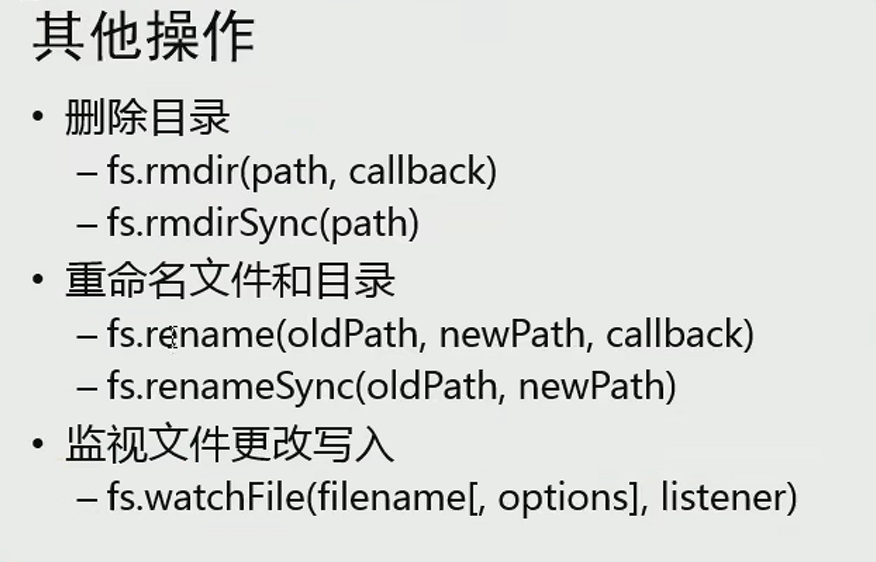 其他操作
• 删除目录
– fs.rmdir(path, callback)
– fs.rmdirSync(path)
• 重命名文件和目录
– fs.rename(oldPath, newPath, callback)
– fs.renameSync(oldPath, newPath)
• 监视文件更改写入
– fs.watchFile(filename[, options], listener)